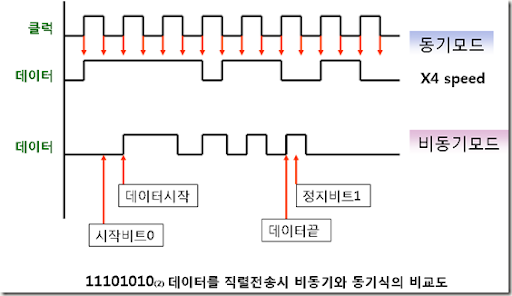 클럭
동기모드
데이터
X4 speed
데이터
비동기모드
데이터시작
정지비트1
시작비트0
데이터끝
11101010(2) 데이터를 직렬전송시 비동기와 동기식의 비교도